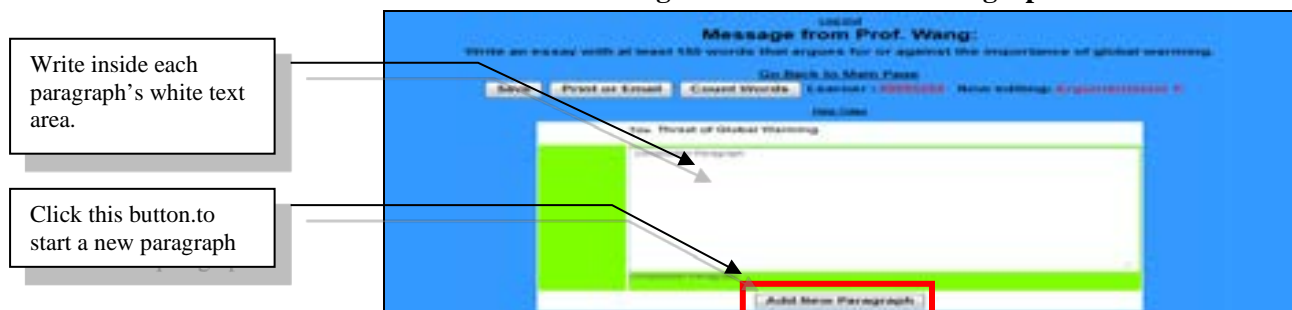 Message from Prof. Wang:
Write an essay with at least 150 words that argues for or against the importance of global warming.
Go Back to Main Page
Save Print or Email Count Words Learner : Now editing:
Write inside each
paragraph's white text
area.
The Threat of Global Warming
Click this button.to
start a new paragraph
Add New Paragraph